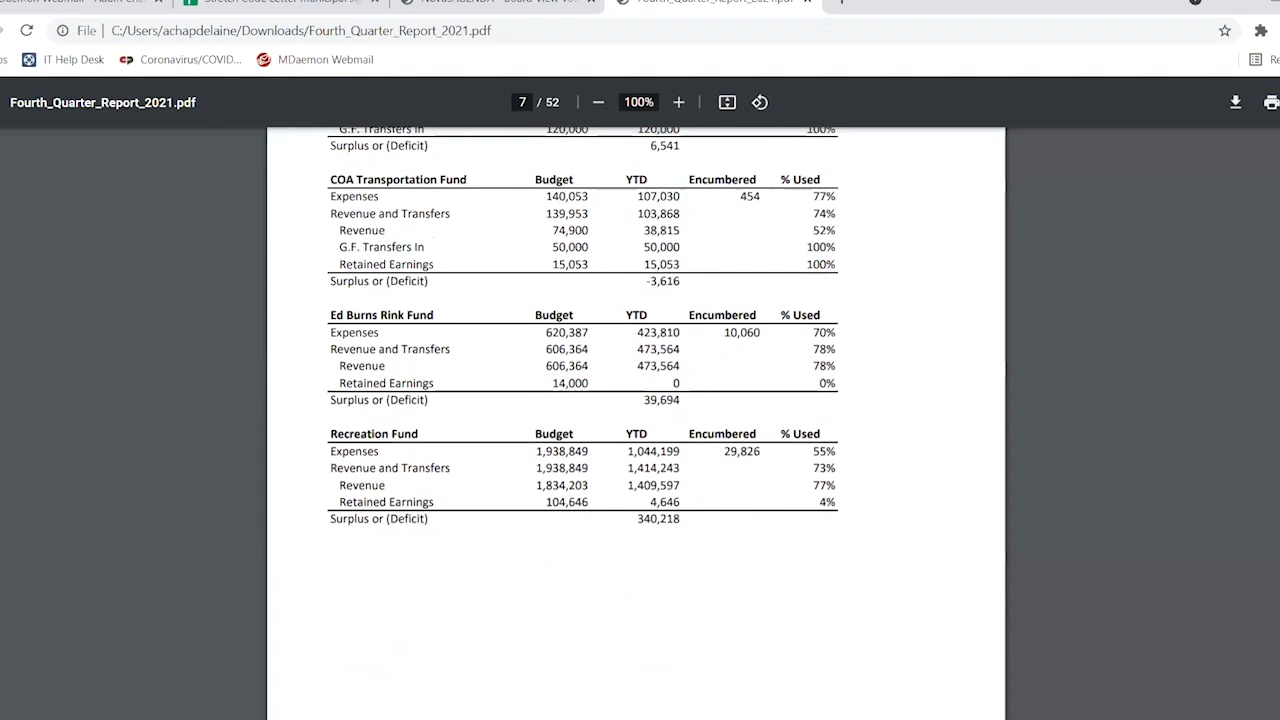 File C:/Users/achapdelaine/Downloads/Fourth_Quarter_Report_2021.pdf
IT Help Desk Coronavirus/COVID... MDaemon Webmail
Fourth_Quarter_Report_2021.pdf 7 / 52 100%
G.F. Transfers In 120,000 120,000 100%
Surplus or (Deficit) 6,541
COA Transportation Fund Budget YTD Encumbered % Used
Expenses 140,053 107,030 454 77%
Revenue and Transfers 139,953 103,868 74%
Revenue 74,900 38,815 52%
G.F. Transfers In 50,000 50,000 100%
Retained Earnings 15,053 15,053 100%
Surplus or (Deficit) -3,616
Ed Burns Rink Fund Budget YTD Encumbered % Used
Expenses 620,387 423,810 10,060 70%
Revenue and Transfers 606,364 473,564 78%
Revenue 606,364 473,564 78%
Retained Earnings 14,000 0 0%
Surplus or (Deficit) 39,694
Recreation Fund Budget YTD Encumbered % Used
Expenses 1,938,849 1,044,199 29,826 55%
Revenue and Transfers 1,938,849 1,414,243 73%
Revenue 1,834,203 1,409,597 77%
Retained Earnings 104,646 4,646 4%
Surplus or (Deficit) 340,218